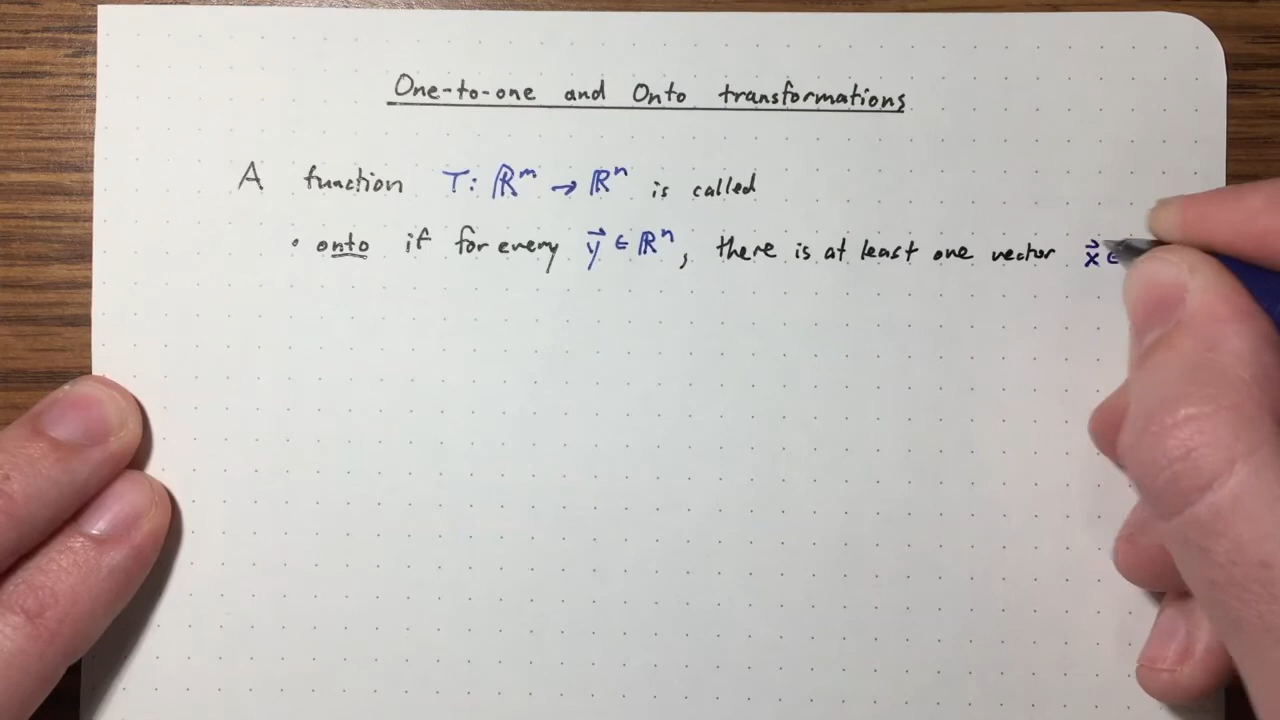 One-to-one and Onto transformations
A function T: ℝᵐ → ℝⁿ is called
• onto if for every y⃗ ∈ ℝⁿ, there is at least one vector x⃗ ∈